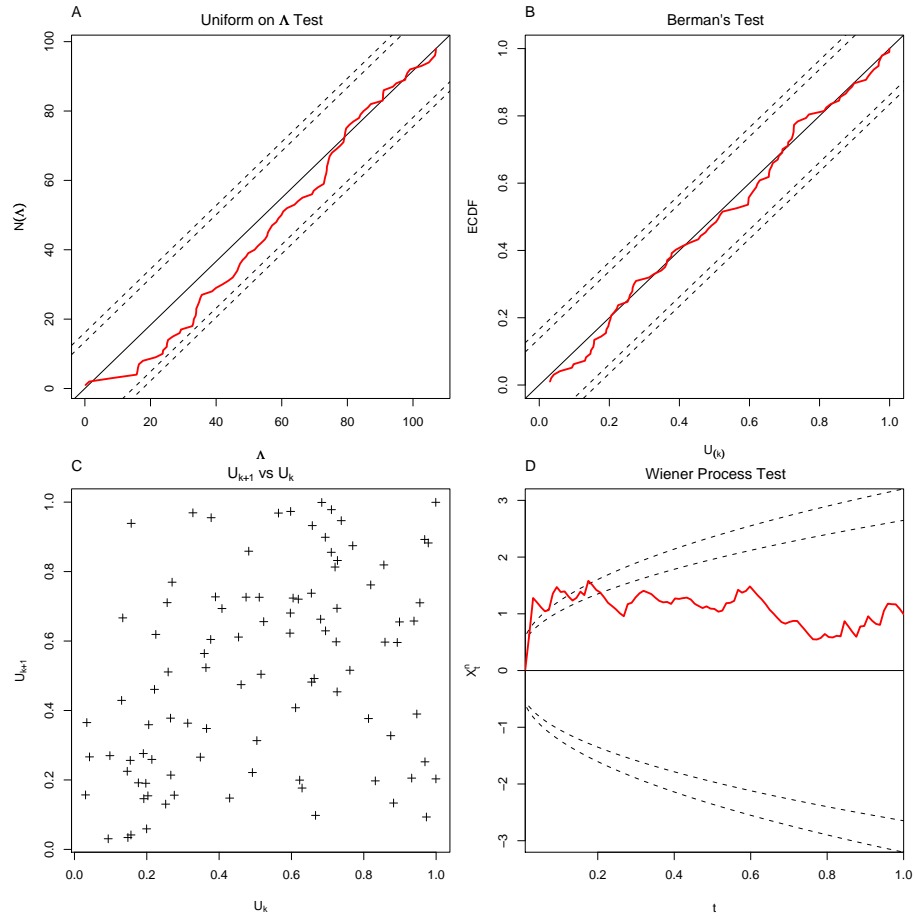 A
Uniform on Λ Test
N(Λ)
100
80
60
40
20
0
0 20 40 60 80 100
Λ
B
Berman's Test
ECDF
1.0
0.8
0.6
0.4
0.2
0.0
0.0 0.2 0.4 0.6 0.8 1.0
U(k)
C
Uk+1 vs Uk
Uk+1
1.0
0.8
0.6
0.4
0.2
0.0
0.0 0.2 0.4 0.6 0.8 1.0
Uk
D
Wiener Process Test
Xtn
3
2
1
0
-1
-2
-3
0.2 0.4 0.6 0.8 1.0
t